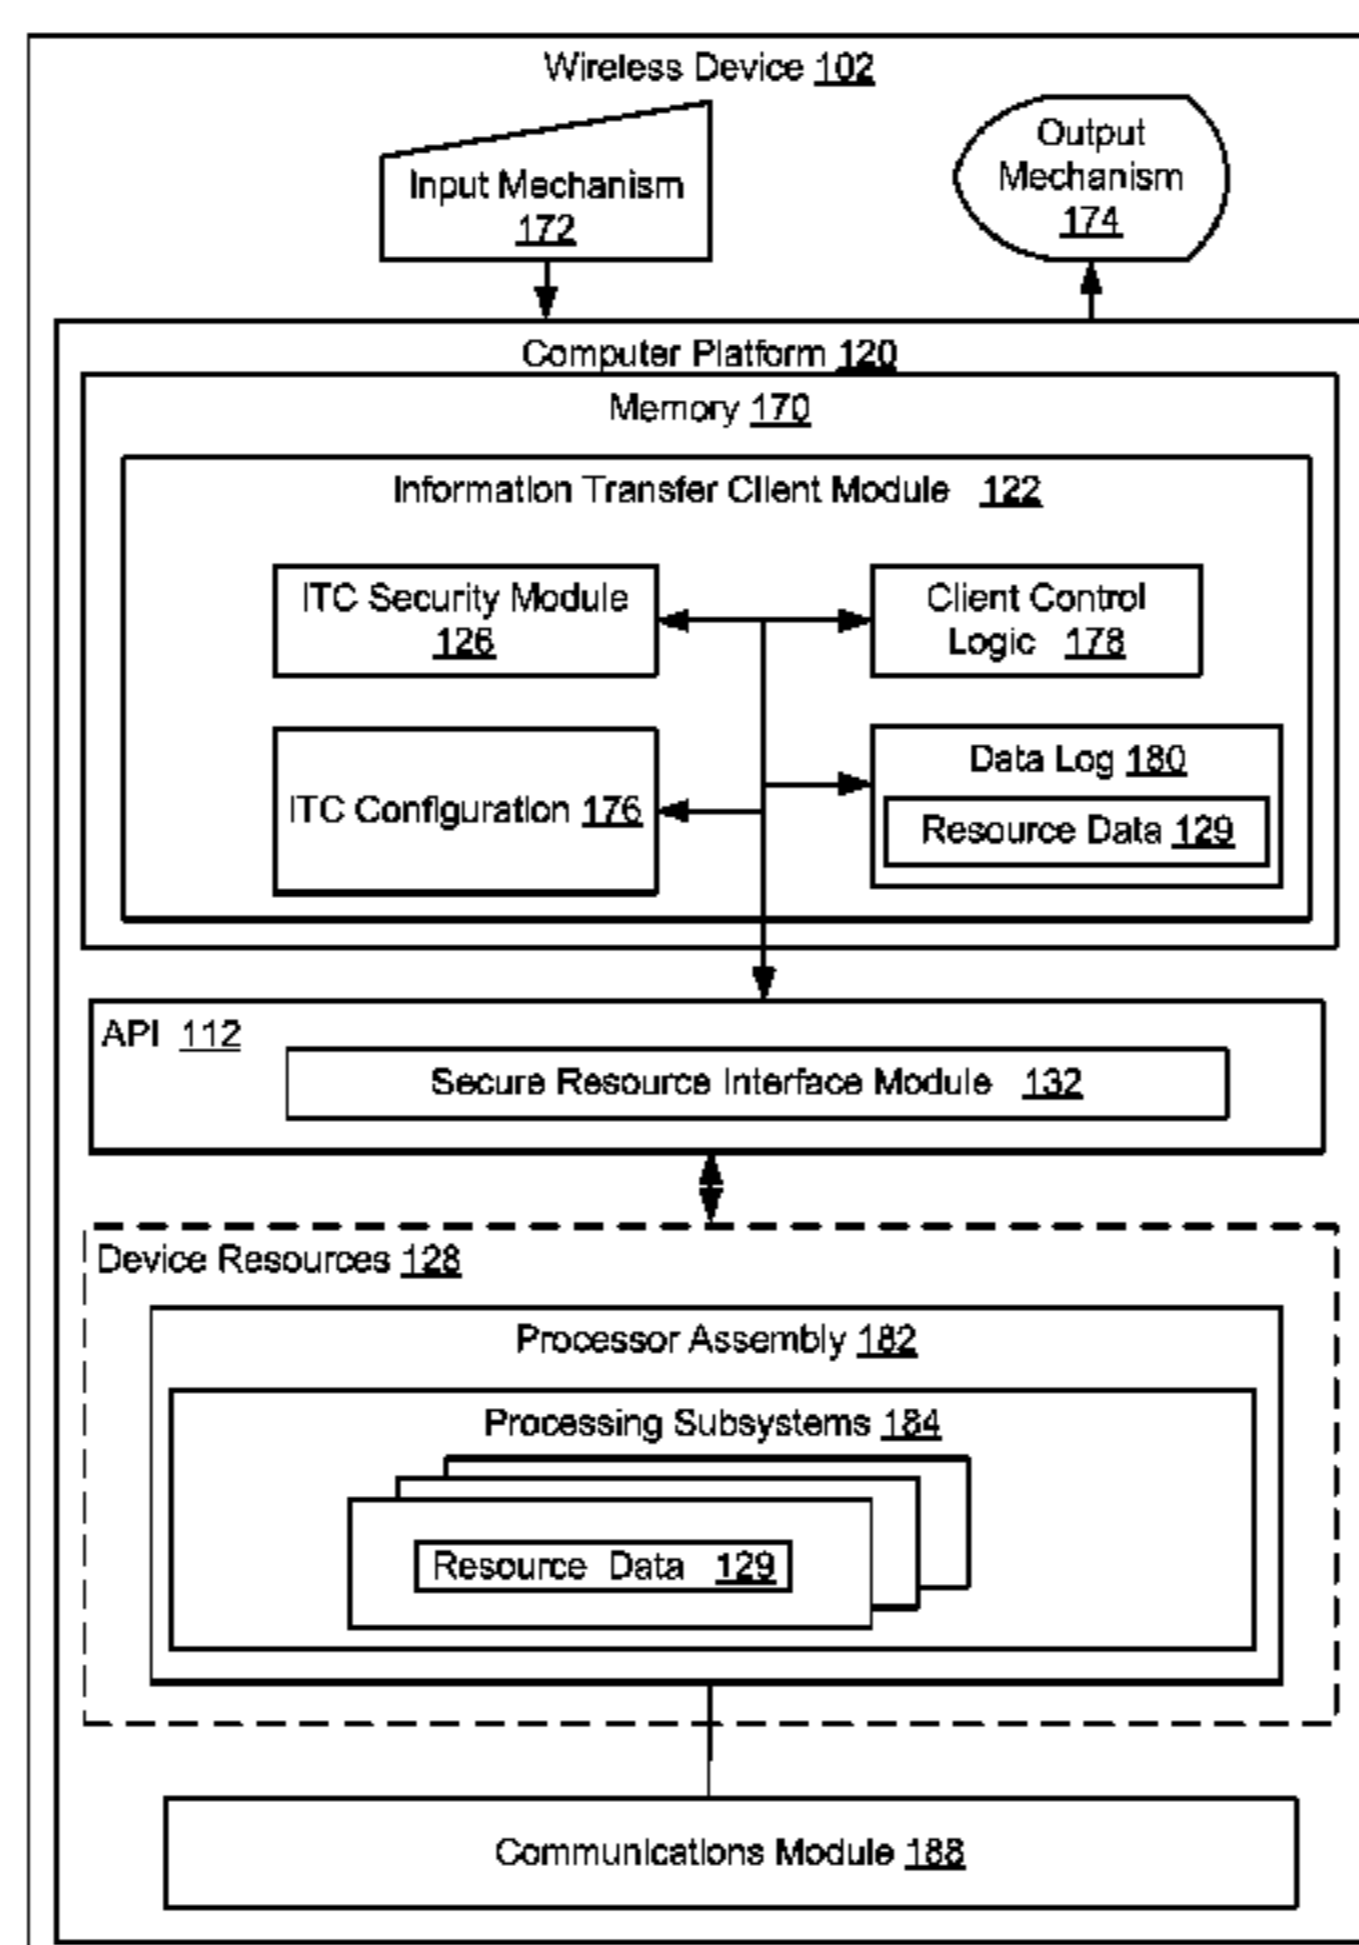 Wireless Device 102
Input Mechanism
172
Output
Mechanism
174
Computer Platform 120
Memory 170
Information Transfer Client Module 122
ITC Security Module
126
Client Control
Logic 178
ITC Configuration 176
Data Log 180
Resource Data 129
API 112
Secure Resource Interface Module 132
Device Resources 128
Processor Assembly 182
Processing Subsystems 184
Resource Data 129
Communications Module 188